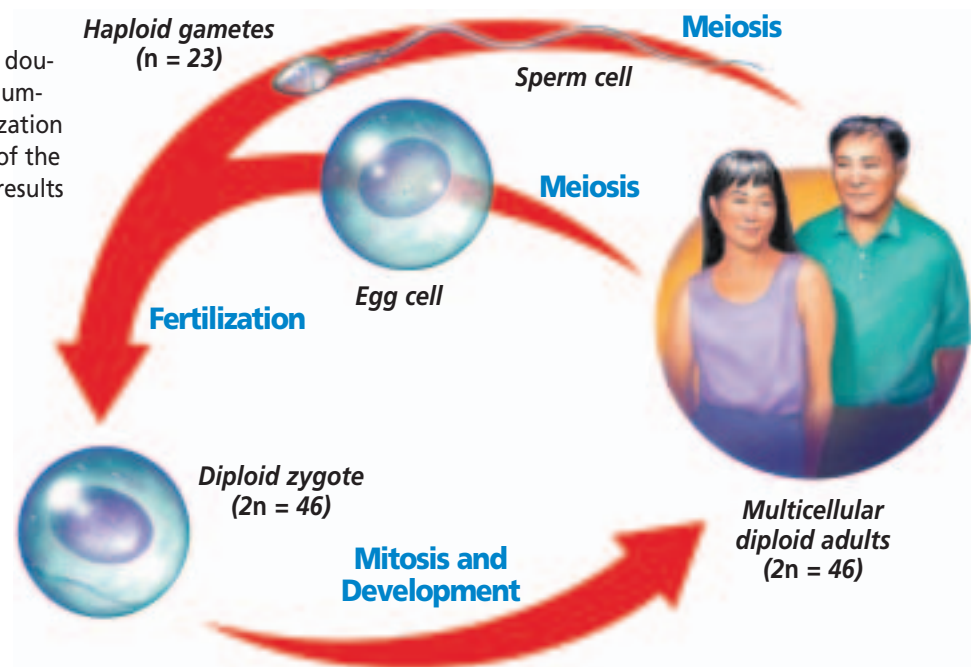 dou-
um-
ization
of the
results
Haploid gametes
(n = 23)
Meiosis
Sperm cell
Meiosis
Egg cell
Fertilization
Diploid zygote
(2n = 46)
Mitosis and
Development
Multicellular
diploid adults
(2n = 46)